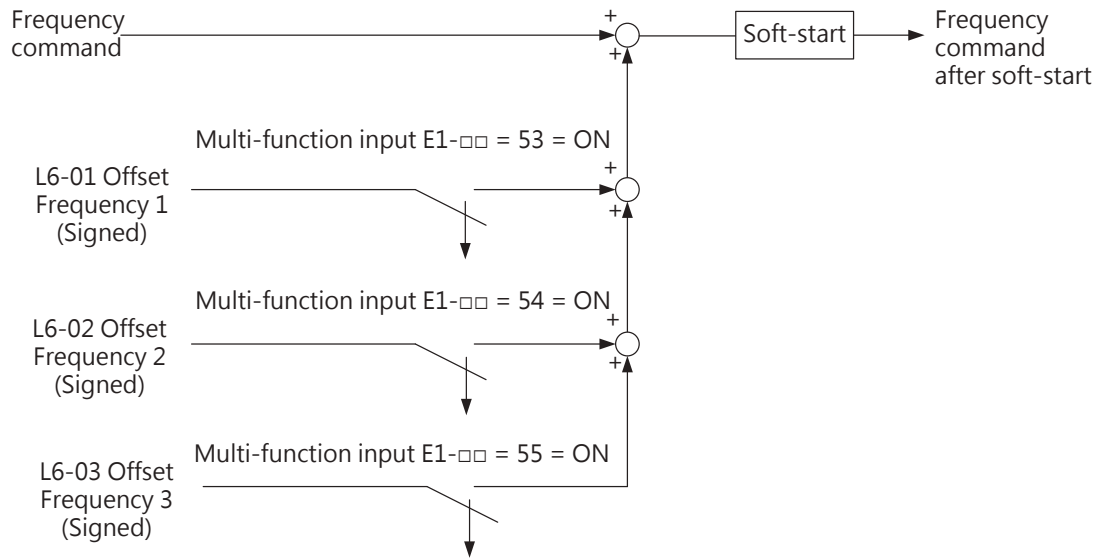 Frequency
command
+
+
Soft-start
Frequency
command
after soft-start
Multi-function input E1-□□ = 53 = ON
L6-01 Offset
Frequency 1
(Signed)
+
+
Multi-function input E1-□□ = 54 = ON
L6-02 Offset
Frequency 2
(Signed)
+
+
Multi-function input E1-□□ = 55 = ON
L6-03 Offset
Frequency 3
(Signed)